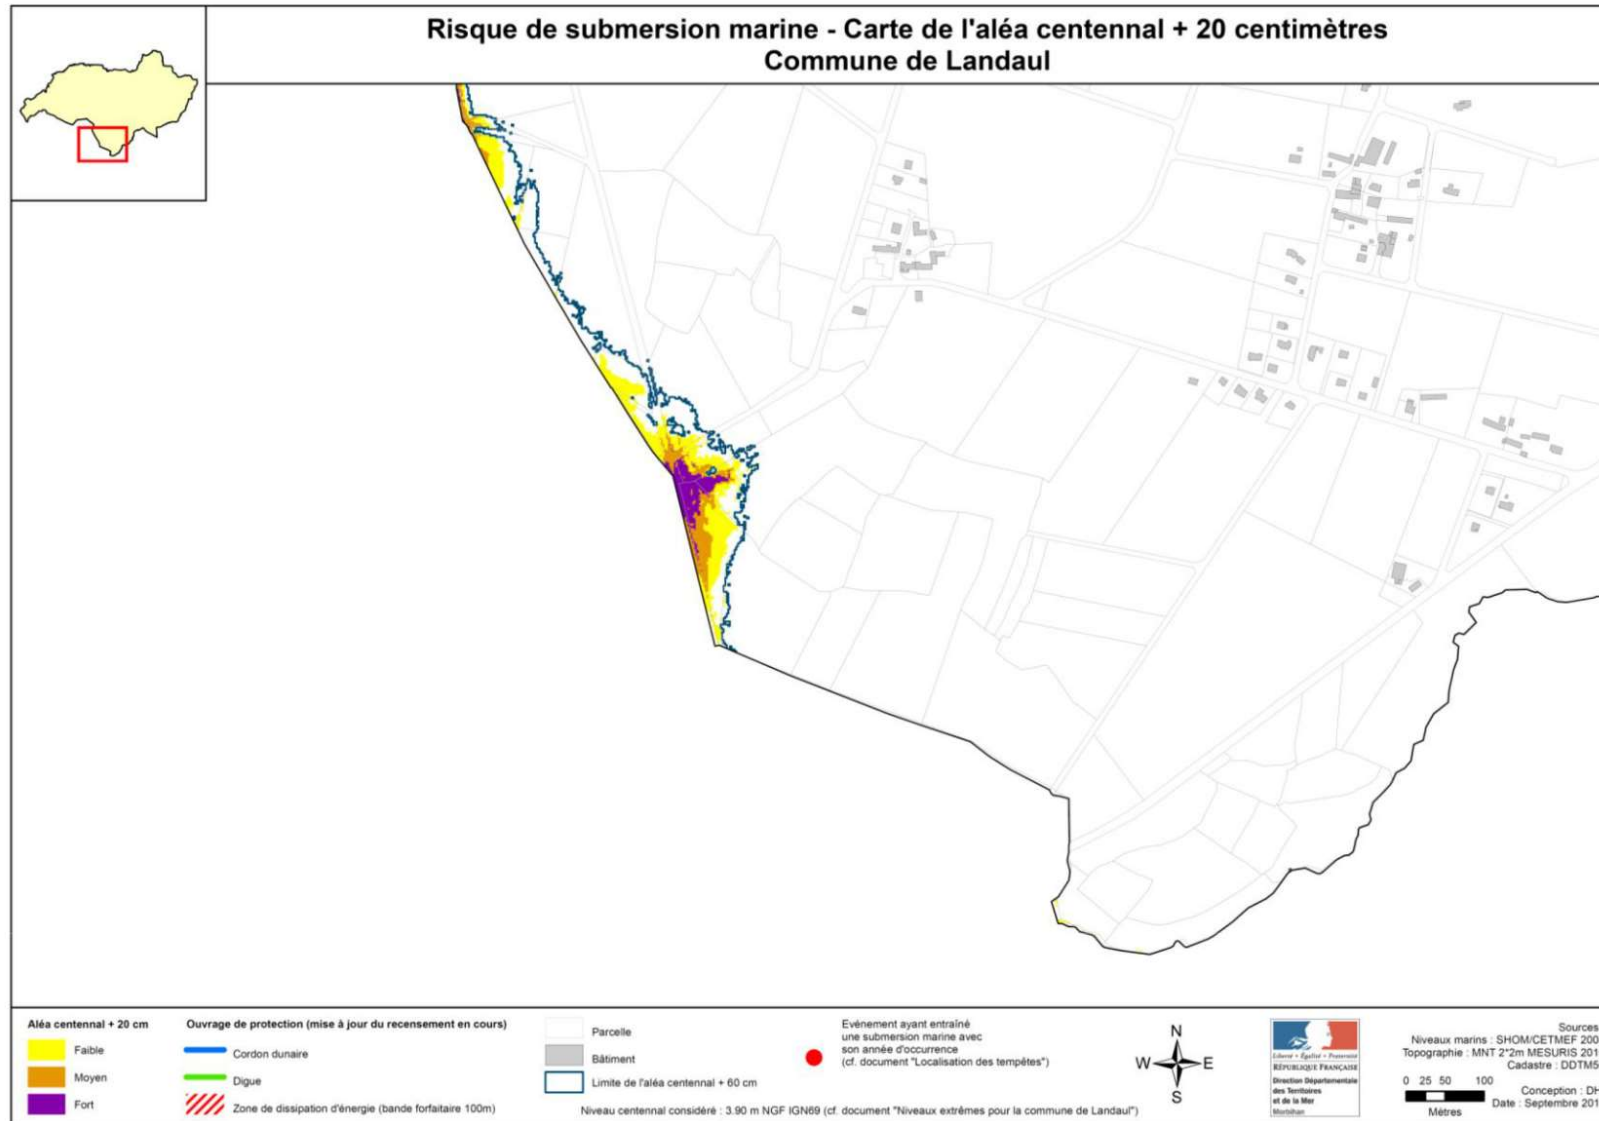 Risque de submersion marine - Carte de l'aléa centennal + 20 centimètres
Commune de Landaul
Aléa centennal + 20 cm
Faible
Moyen
Fort
Ouvrage de protection (mise à jour du recensement en cours)
Cordon dunaire
Digue
Zone de dissipation d'énergie (bande forfaitaire 100m)
Parcelle
Bâtiment
Limite de l'aléa centennal + 60 cm
Evénement ayant entraîné
une submersion marine avec
son année d'occurrence
(cf. document "Localisation des tempêtes")
Niveau centennal considéré : 3.90 m NGF IGN69 (cf. document "Niveaux extrêmes pour la commune de Landaul")
N
W E
S
Liberté • Égalité • Fraternité
RÉPUBLIQUE FRANÇAISE
Direction Départementale
des Territoires
et de la Mer
Morbihan
Sources
Niveaux marins : SHOM/CETMEF 200
Topographie : MNT 2*2m MESURIS 201
Cadastre : DDTM5
0 25 50 100
Mètres
Conception : DH
Date : Septembre 201